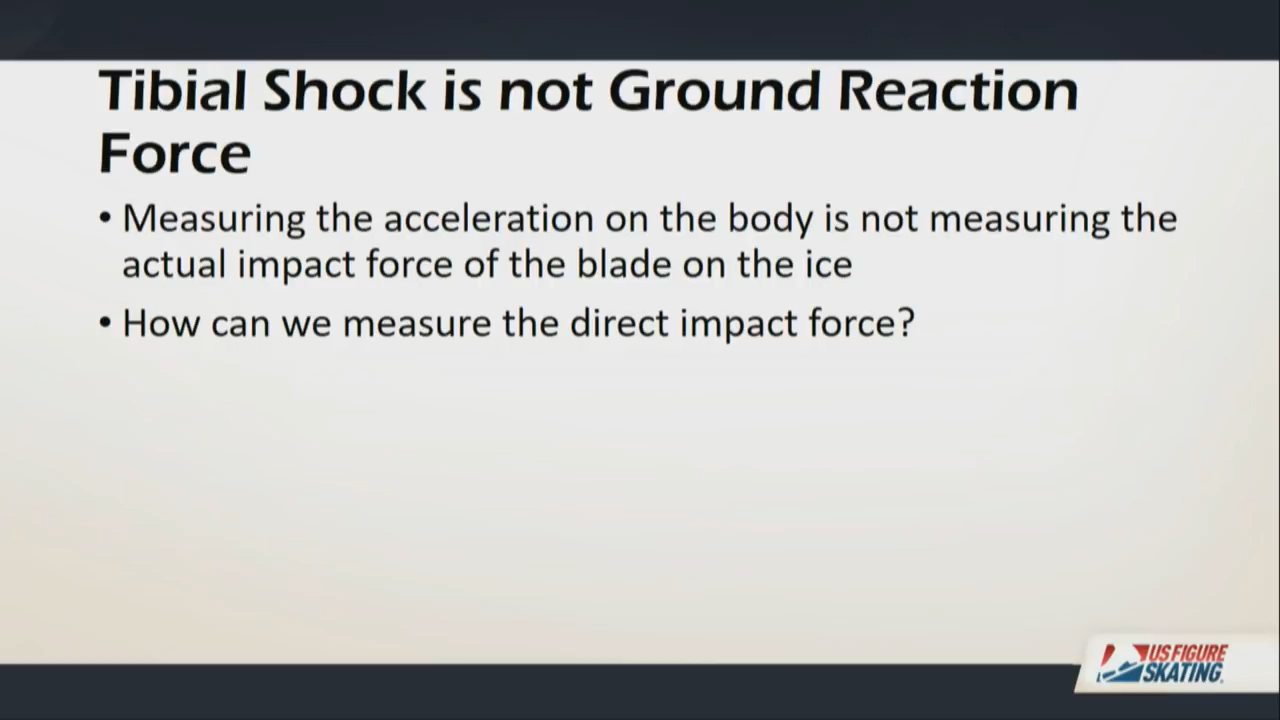 Tibial Shock is not Ground Reaction
Force
• Measuring the acceleration on the body is not measuring the
actual impact force of the blade on the ice
• How can we measure the direct impact force?
US FIGURE
SKATING